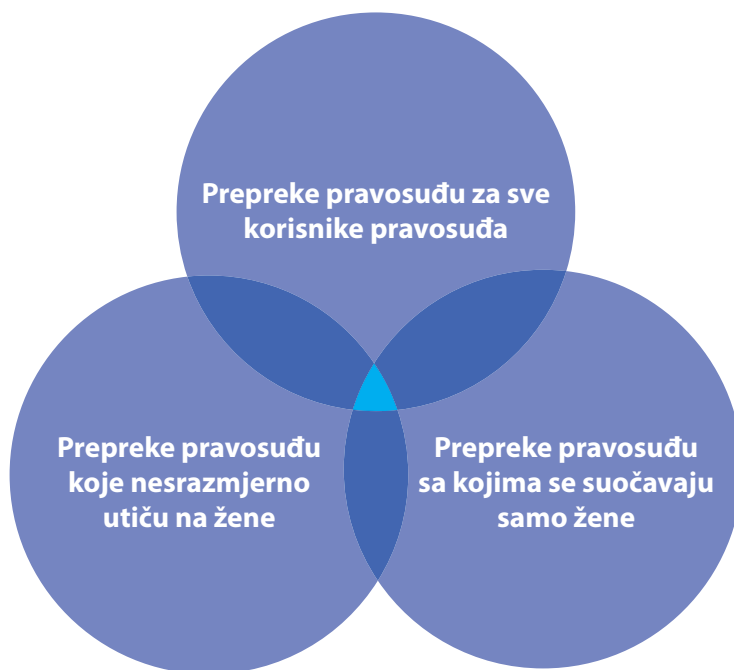 Prepreke pravosuđu za sve
korisnike pravosuđa
Prepreke pravosuđu
koje nesrazmjerno
utiču na žene
Prepreke pravosuđu
sa kojima se suočavaju
samo žene